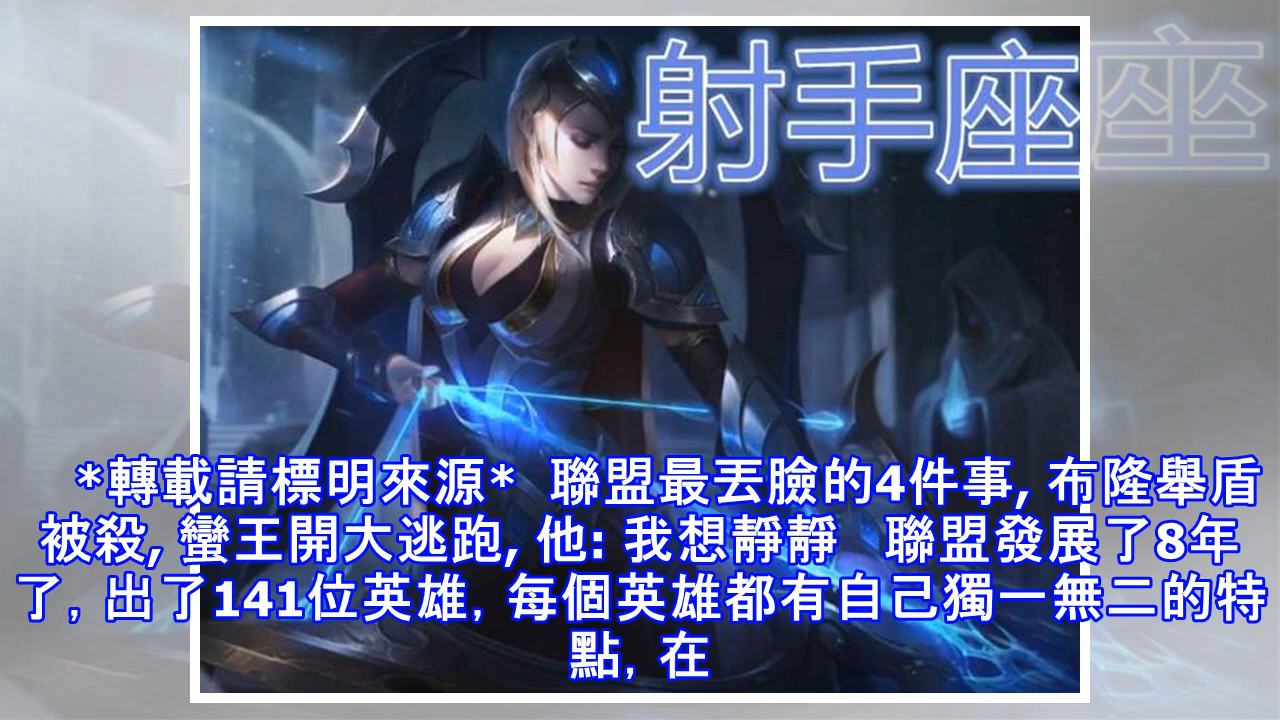 射手座
座
*轉載請標明來源* 聯盟最丟臉的4件事, 布隆舉盾
被殺, 蠻王開大逃跑, 他: 我想靜靜 聯盟發展了8年
了, 出了141位英雄, 每個英雄都有自己獨一無二的特
點, 在